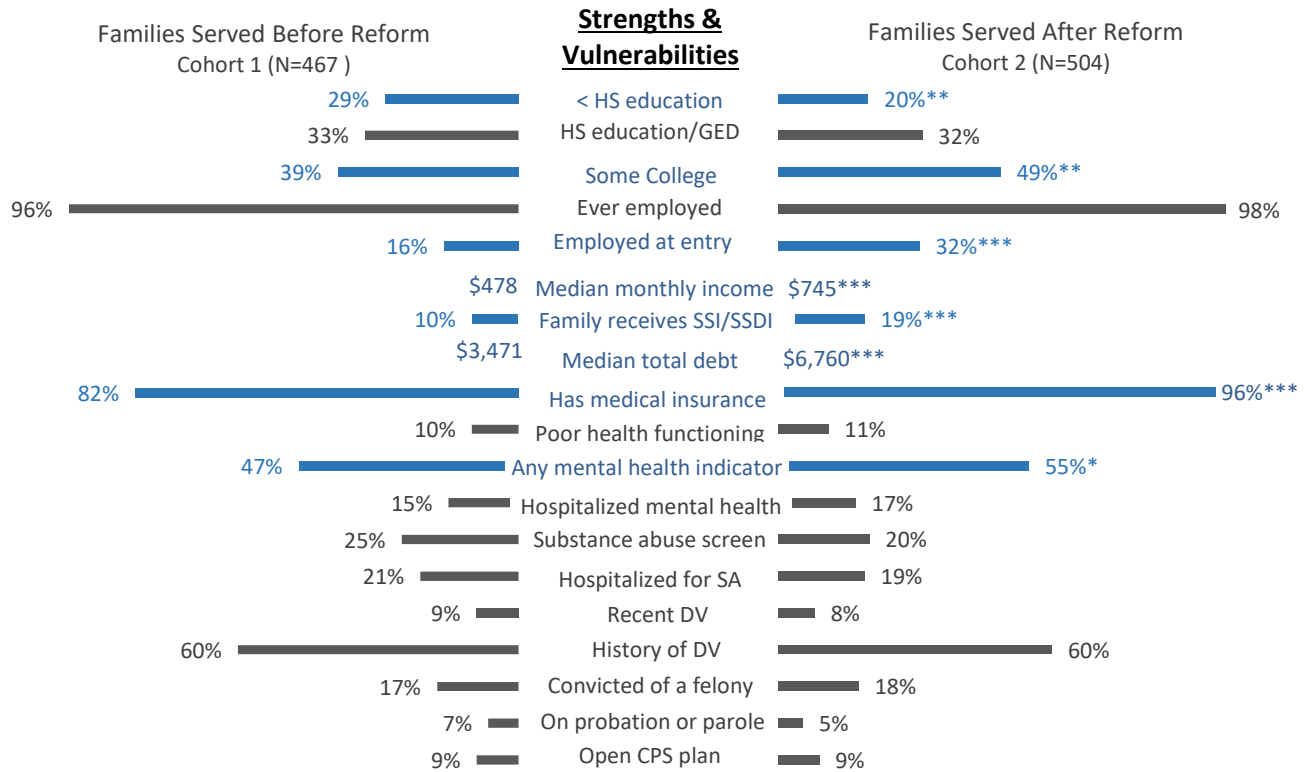 Families Served Before Reform
Cohort 1 (N=467 )
Strengths &
Vulnerabilities
Families Served After Reform
Cohort 2 (N=504)
29% < HS education 20%**
33% HS education/GED 32%
39% Some College 49%**
96% Ever employed 98%
16% Employed at entry 32%***
$478 Median monthly income $745***
10% Family receives SSI/SSDI 19%***
$3,471 Median total debt $6,760***
82% Has medical insurance 96%***
10% Poor health functioning 11%
47% Any mental health indicator 55%*
15% Hospitalized mental health 17%
25% Substance abuse screen 20%
21% Hospitalized for SA 19%
9% Recent DV 8%
60% History of DV 60%
17% Convicted of a felony 18%
7% On probation or parole 5%
9% Open CPS plan 9%